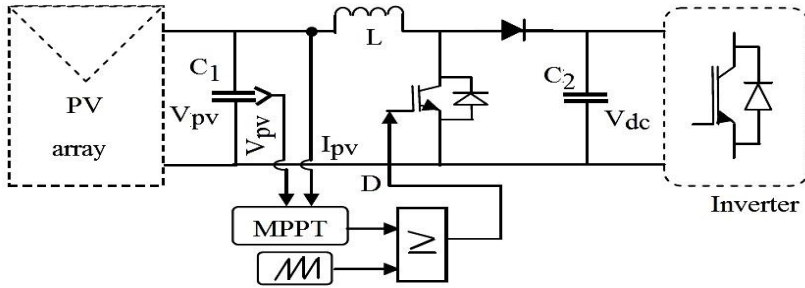 PV
array
C1
Vpv
Vpv
Ipv
L
D
C2
Vdc
Inverter
MPPT
≥